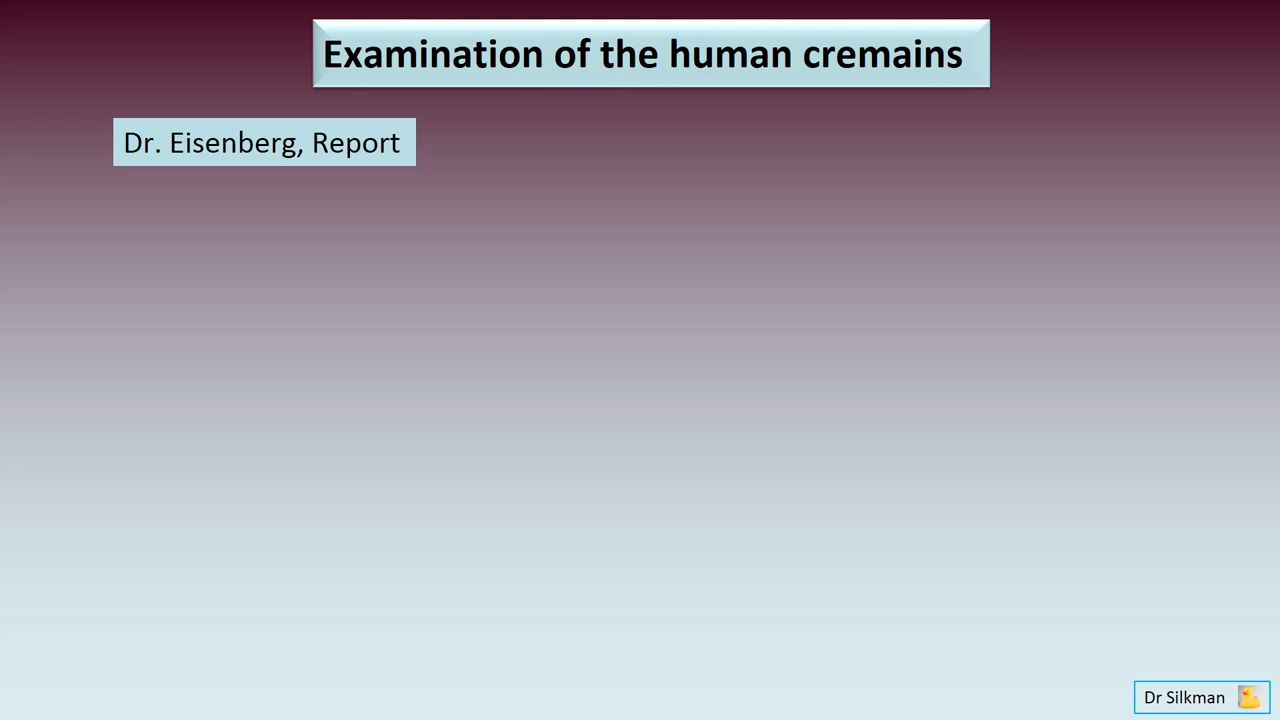 Examination of the human cremains
Dr. Eisenberg, Report
Dr Silkman